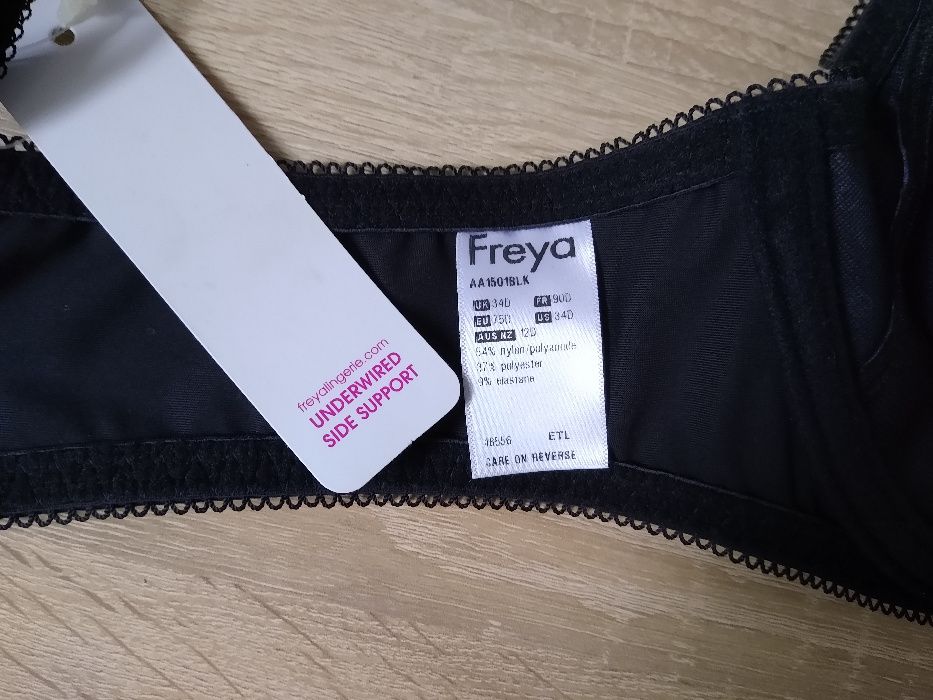 freyalingerie.com
UNDERWIRED
SIDE SUPPORT
Freya
AA1501BLK
UK 34D FR 90D
EU 75D US 34D
AUS NZ 12D
54% nylon/polyamide
37% polyester
9% elastane
46556 ETL
CARE ON REVERSE